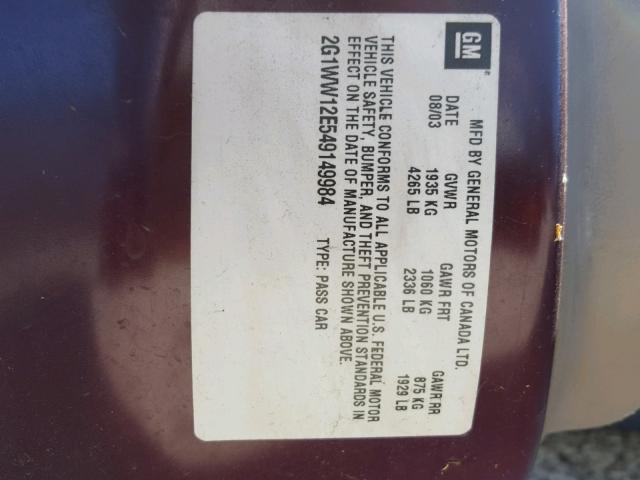 GM
MFD BY GENERAL MOTORS OF CANADA LTD.
DATE GVWR GAWR FRT GAWR RR
08/03 1935 KG 1060 KG 875 KG
4265 LB 2336 LB 1929 LB
THIS VEHICLE CONFORMS TO ALL APPLICABLE U.S. FEDERAL MOTOR
VEHICLE SAFETY, BUMPER, AND THEFT PREVENTION STANDARDS IN
EFFECT ON THE DATE OF MANUFACTURE SHOWN ABOVE.
2G1WW12E549149984 TYPE: PASS CAR